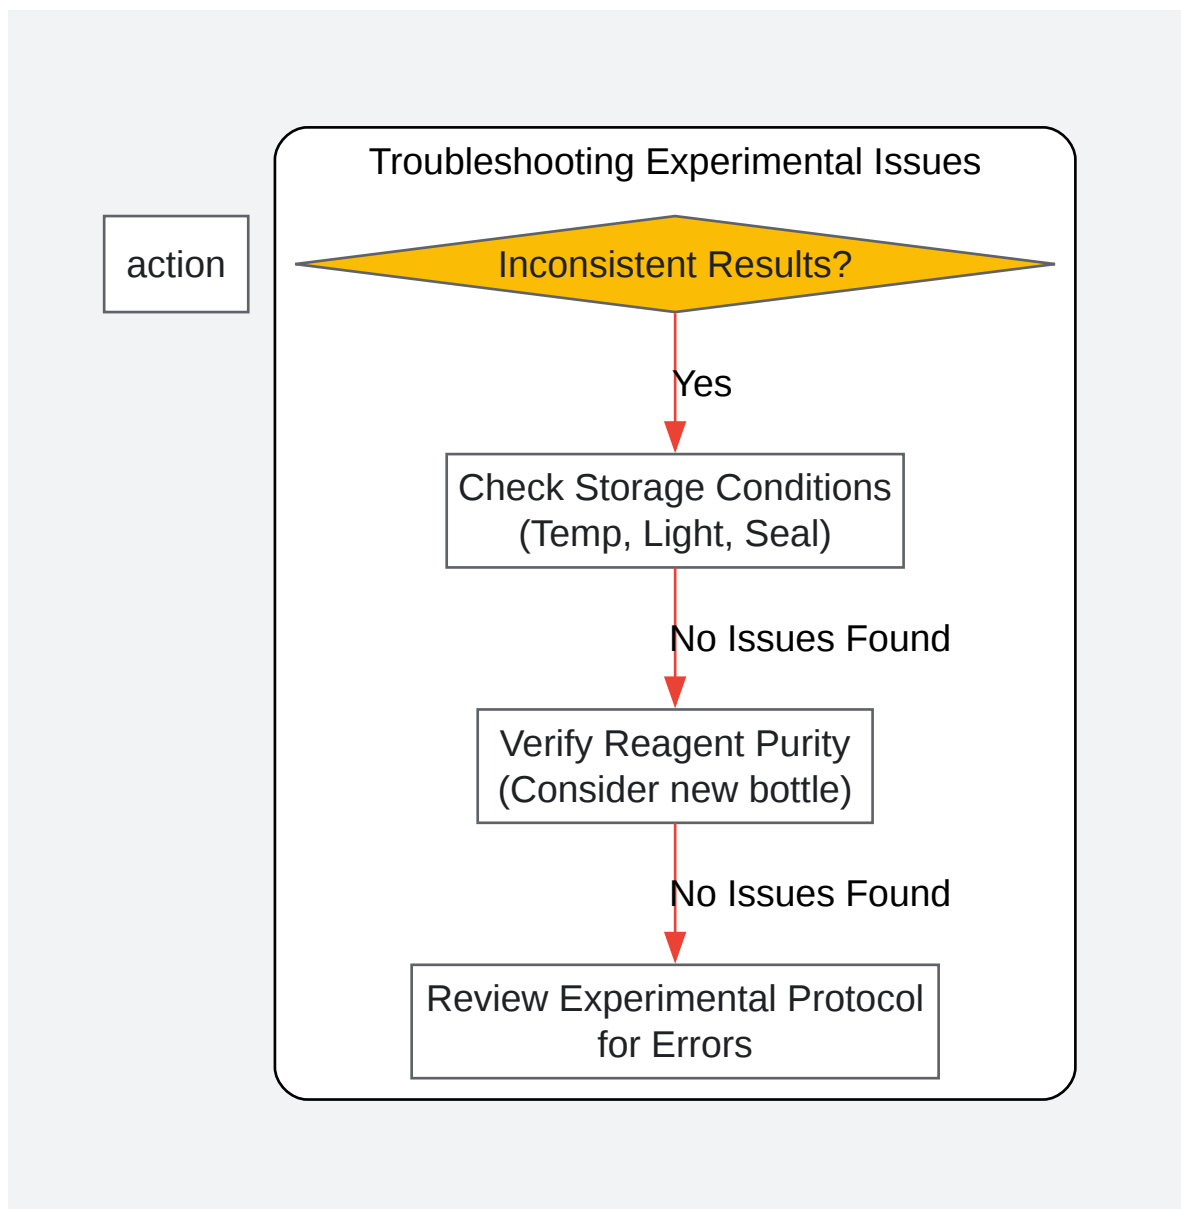 Troubleshooting Experimental Issues
action
Inconsistent Results?
Yes
Check Storage Conditions
(Temp, Light, Seal)
No Issues Found
Verify Reagent Purity
(Consider new bottle)
No Issues Found
Review Experimental Protocol
for Errors